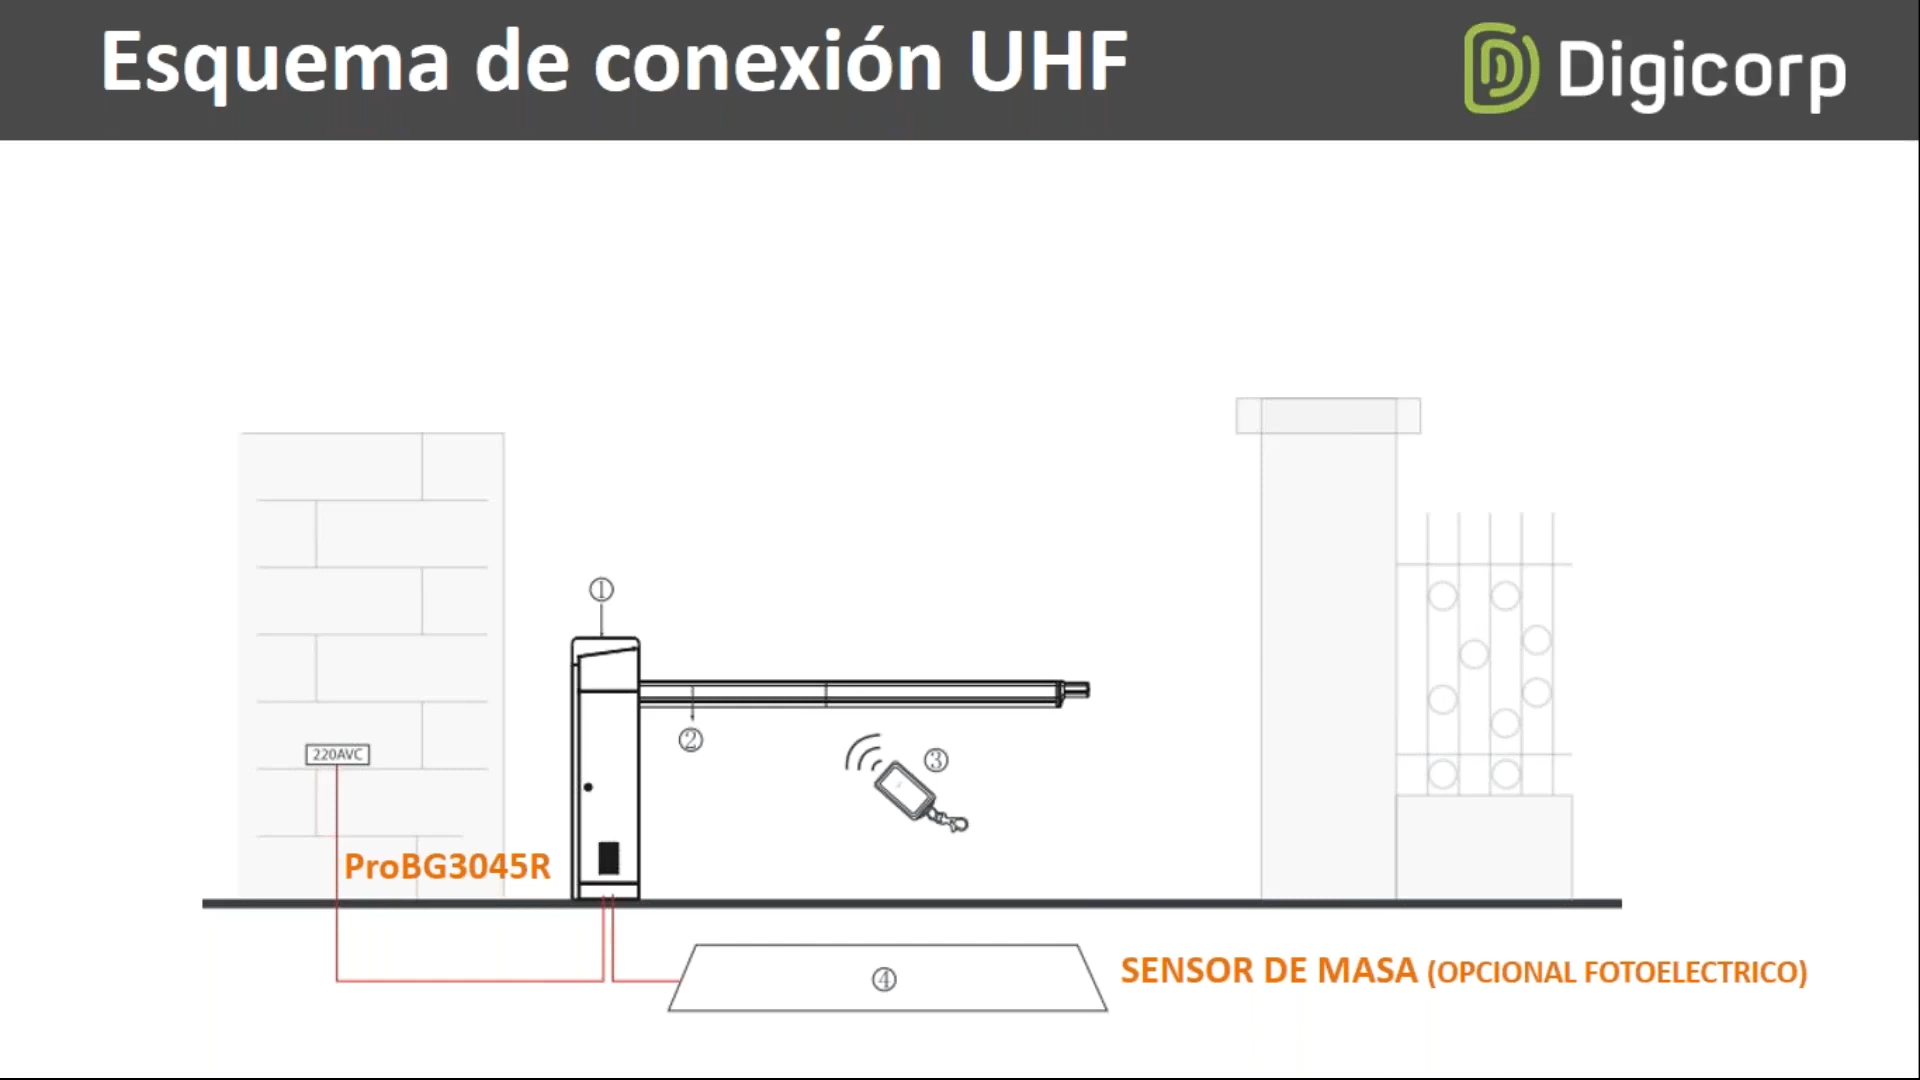 Esquema de conexión UHF
Digicorp
①
②
③
220AVC
ProBG3045R
④
SENSOR DE MASA (OPCIONAL FOTOELECTRICO)